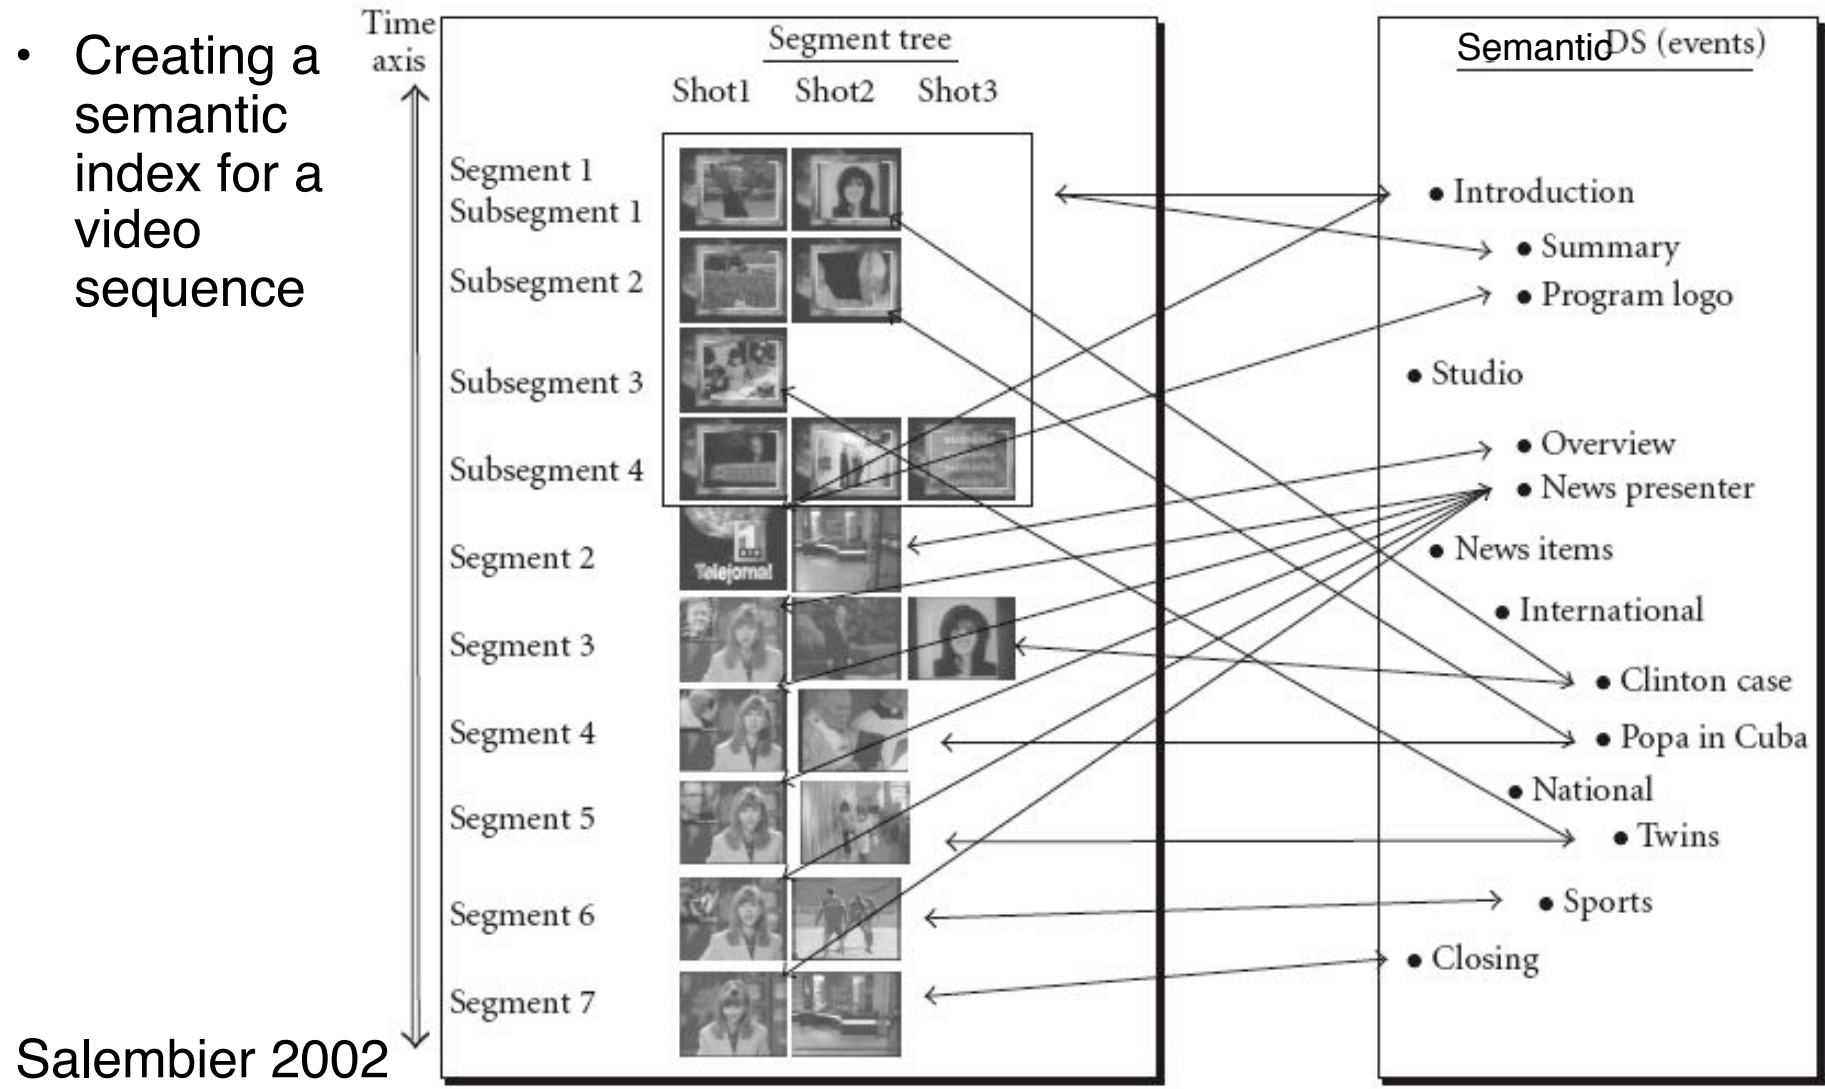 • Creating a
semantic
index for a
video
sequence
Time
axis
Segment tree
Shot1 Shot2 Shot3
Segment 1
Subsegment 1
Subsegment 2
Subsegment 3
Subsegment 4
Segment 2
Telejornal
Segment 3
Segment 4
Segment 5
Segment 6
Segment 7
Semantic DS (events)
• Introduction
• Summary
• Program logo
• Studio
• Overview
• News presenter
• News items
• International
• Clinton case
• Popa in Cuba
• National
• Twins
• Sports
• Closing
Salembier 2002